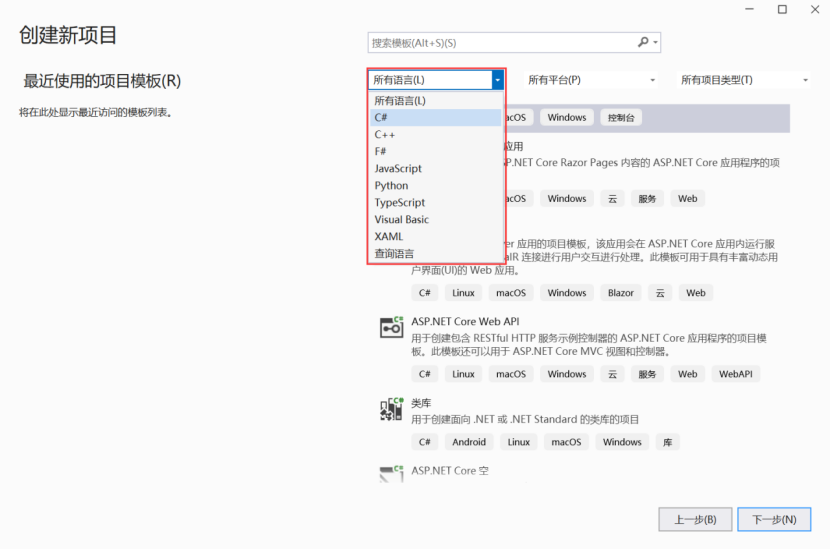 创建新项目
搜索模板(Alt+S)(S)
最近使用的项目模板(R)
将在此处显示最近访问的模板列表。
所有语言(L)
所有平台(P)
所有项目类型(T)
所有语言(L)
C#
C++
F#
JavaScript
Python
TypeScript
Visual Basic
XAML
查询语言
acOS Windows 控制台
应用
SP.NET Core Razor Pages 内容的 ASP.NET Core 应用程序的项
acOS Windows 云 服务 Web
ver 应用的项目模板，该应用会在 ASP.NET Core 应用内运行服
alR 连接进行用户交互进行处理。此模板可用于具有丰富动态用
户界面(UI)的 Web 应用。
C# Linux macOS Windows Blazor 云 Web
ASP.NET Core Web API
用于创建包含 RESTful HTTP 服务示例控制器的 ASP.NET Core 应用程序的项目模
板。此模板还可以用于 ASP.NET Core MVC 视图和控制器。
C# Linux macOS Windows 云 服务 Web WebAPI
类库
用于创建面向 .NET 或 .NET Standard 的类库的项目
C# Android Linux macOS Windows 库
ASP.NET Core 空
上一步(B)
下一步(N)